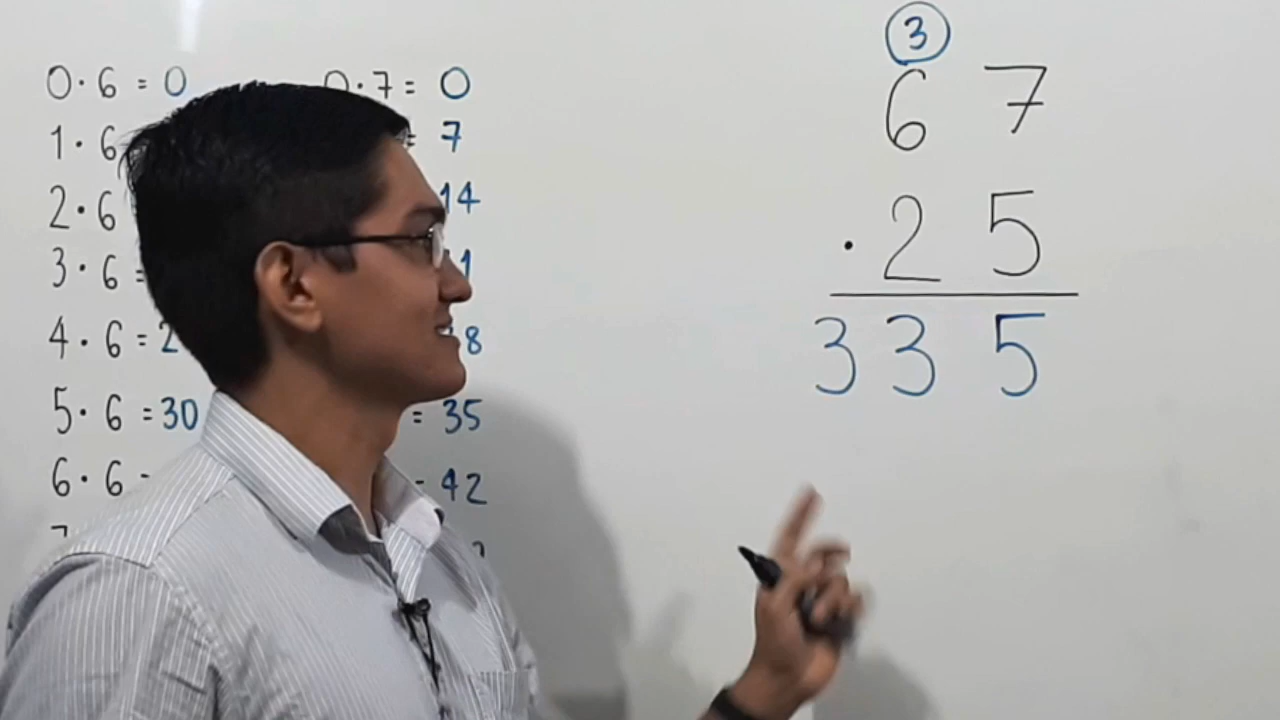 0 · 6 = 0
1 · 6
2 · 6
3 · 6 =
4 · 6 = 2
5 · 6 = 30
6 · 6
0 · 7 = 0
= 7
14
1
8
= 35
42
3
6 7
· 2 5
3 3 5